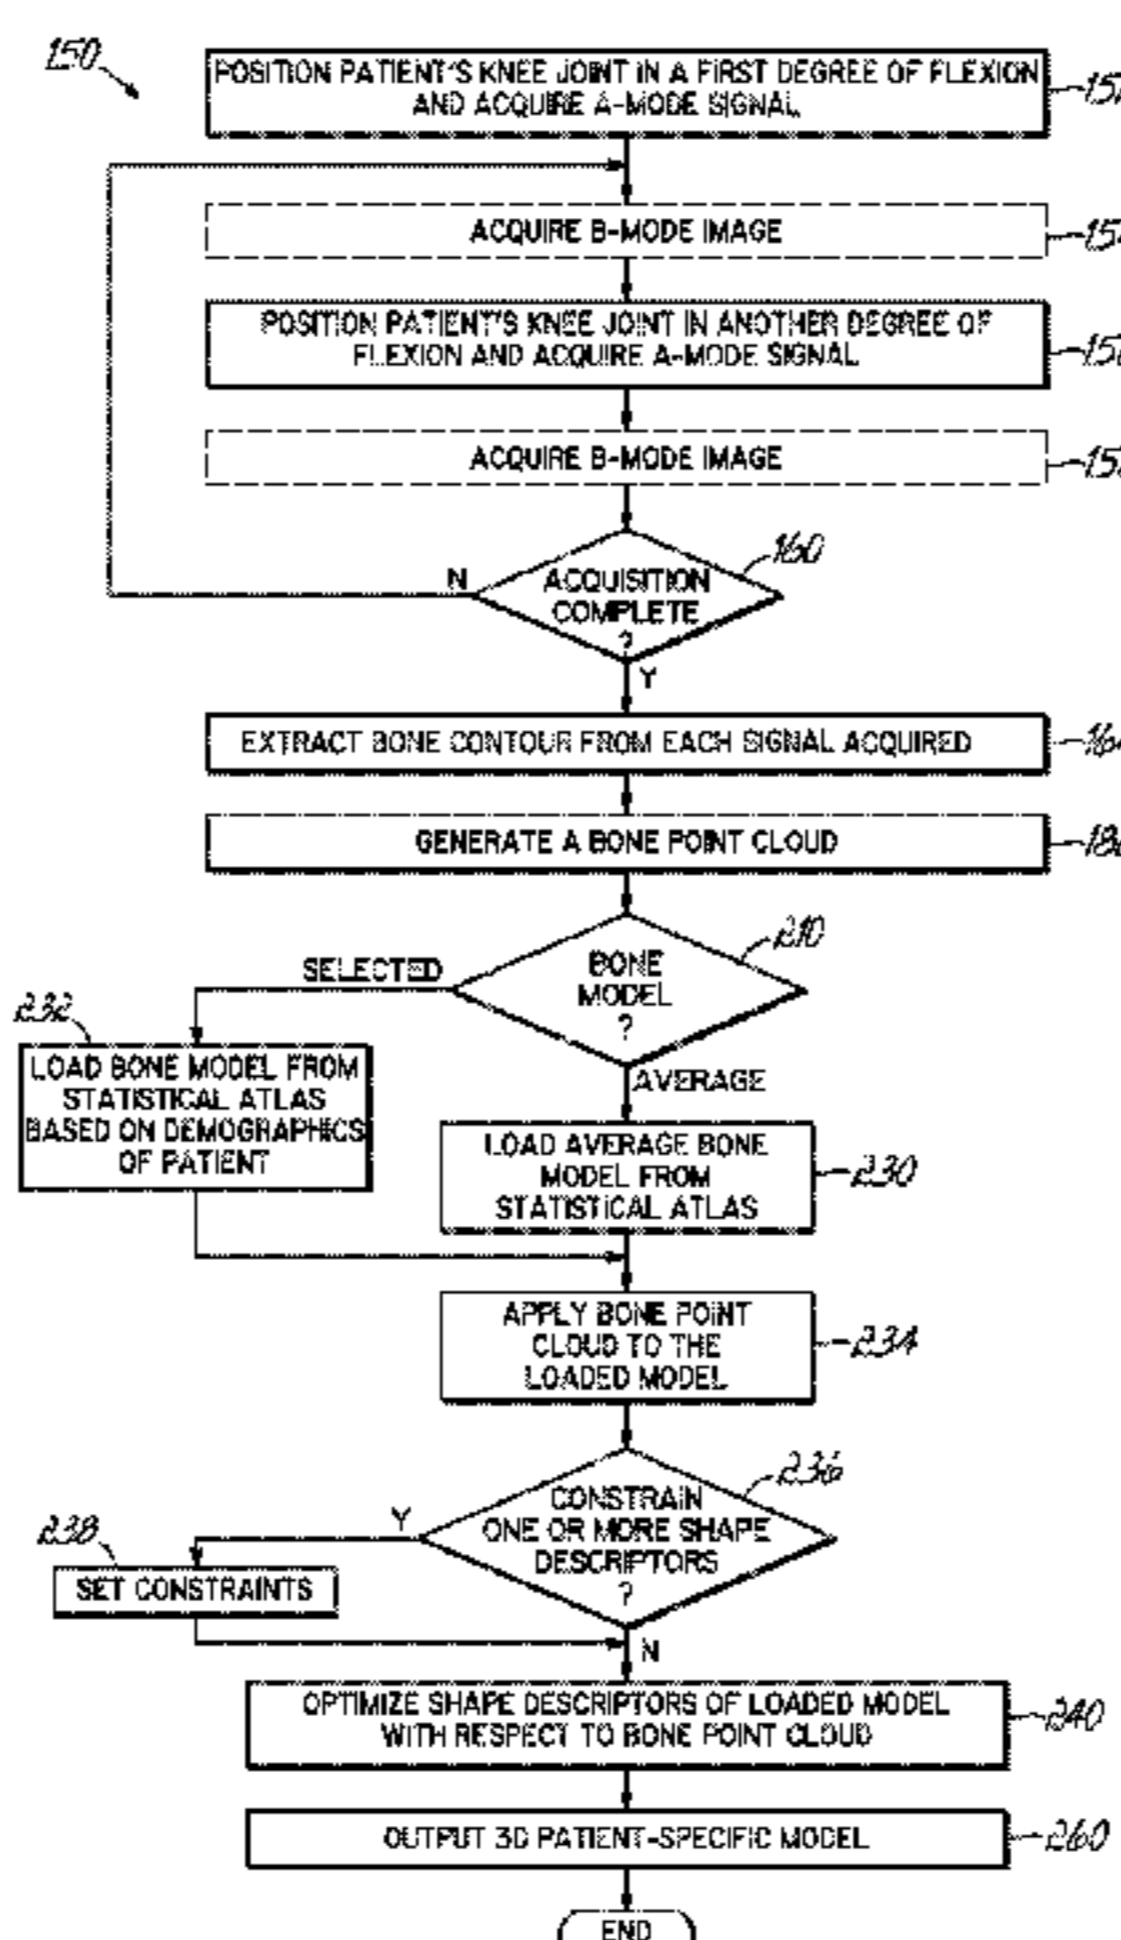 150
POSITION PATIENT'S KNEE JOINT IN A FIRST DEGREE OF FLEXION
AND ACQUIRE A-MODE SIGNAL
ACQUIRE B-MODE IMAGE
POSITION PATIENT'S KNEE JOINT IN ANOTHER DEGREE OF
FLEXION AND ACQUIRE A-MODE SIGNAL
ACQUIRE B-MODE IMAGE
160
N
ACQUISITION
COMPLETE
?
Y
EXTRACT BONE CONTOUR FROM EACH SIGNAL ACQUIRED
GENERATE A BONE POINT CLOUD
210
SELECTED
BONE
MODEL
?
232
LOAD BONE MODEL FROM
STATISTICAL ATLAS
BASED ON DEMOGRAPHICS
OF PATIENT
AVERAGE
LOAD AVERAGE BONE
MODEL FROM
STATISTICAL ATLAS
230
APPLY BONE POINT
CLOUD TO THE
LOADED MODEL
234
236
Y
CONSTRAIN
ONE OR MORE SHAPE
DESCRIPTORS
?
238
SET CONSTRAINTS
N
OPTIMIZE SHAPE DESCRIPTORS OF LOADED MODEL
WITH RESPECT TO BONE POINT CLOUD
240
OUTPUT 3D PATIENT-SPECIFIC MODEL
260
END